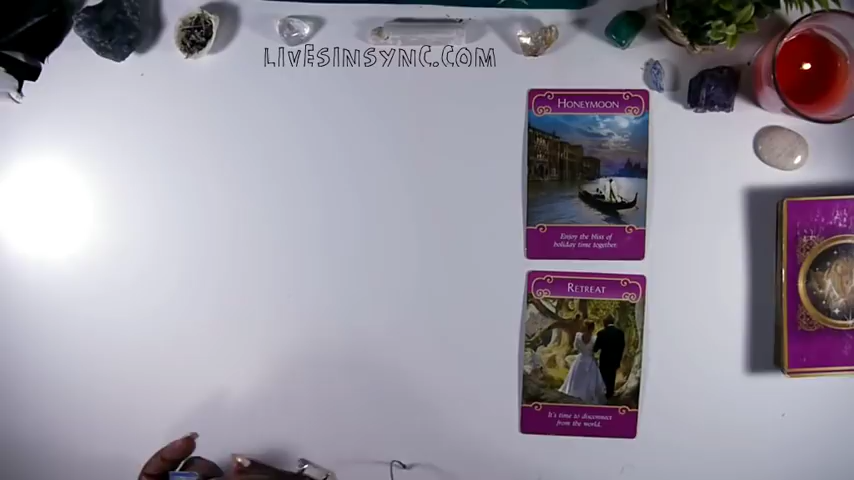 LIVESINSYNC.COM
HONEYMOON
Enjoy the bliss of
holiday time together.
RETREAT
It's time to disconnect
from the world.